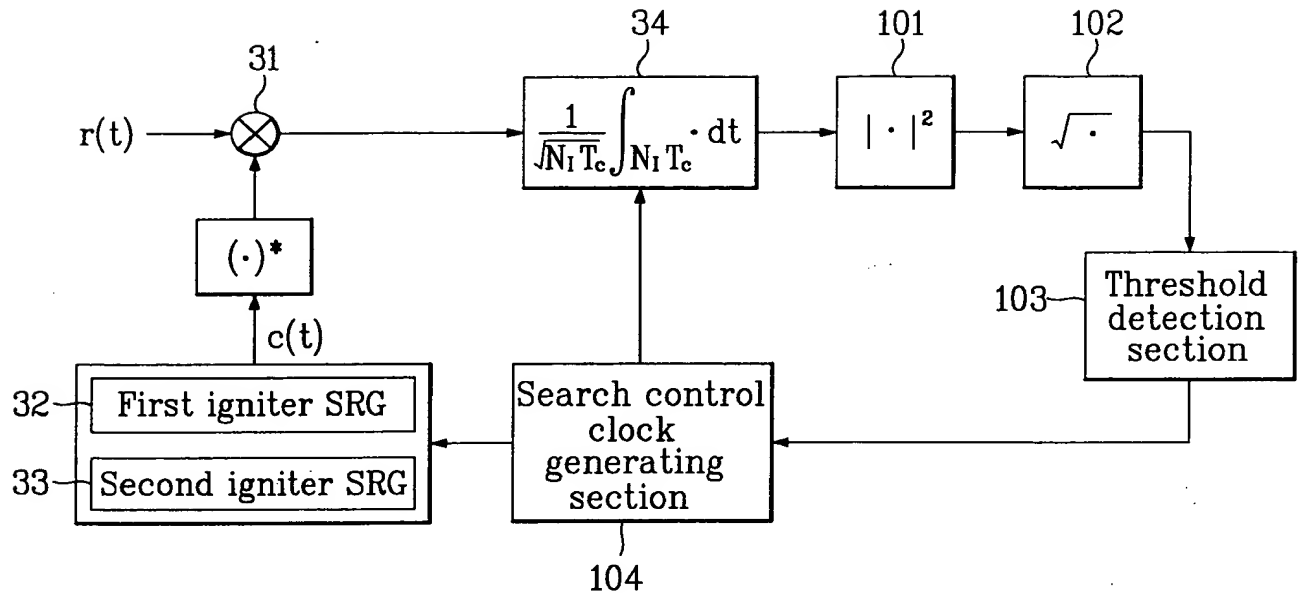 31
34
101
102
r(t)
1/√(N_I T_c) ∫_{N_I T_c} · dt
| · |²
√·
(·)*
c(t)
103
Threshold
detection
section
32
First igniter SRG
33
Second igniter SRG
Search control
clock
generating
section
104